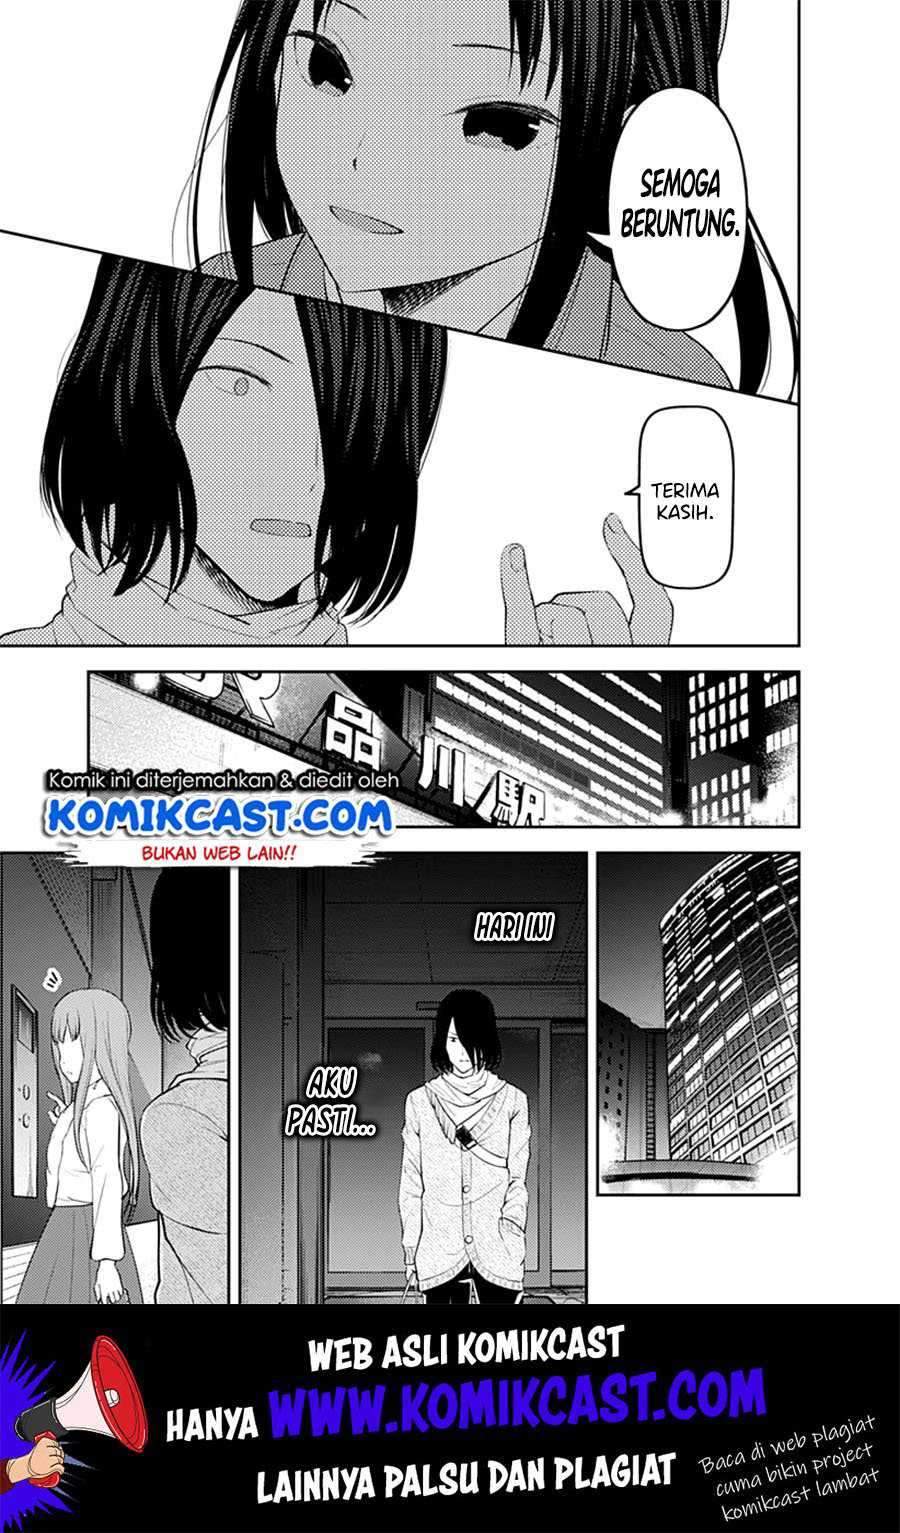 SEMOGA
BERUNTUNG.
TERIMA
KASIH.
品川駅
Komik ini diterjemahkan & diedit oleh
KOMIKCAST.COM
BUKAN WEB LAIN!!
HARI INI
AKU
PASTI...
WEB ASLI KOMIKCAST
HANYA WWW.KOMIKCAST.COM
LAINNYA PALSU DAN PLAGIAT
Baca di web plagiat
cuma bikin project
komikcast lambat